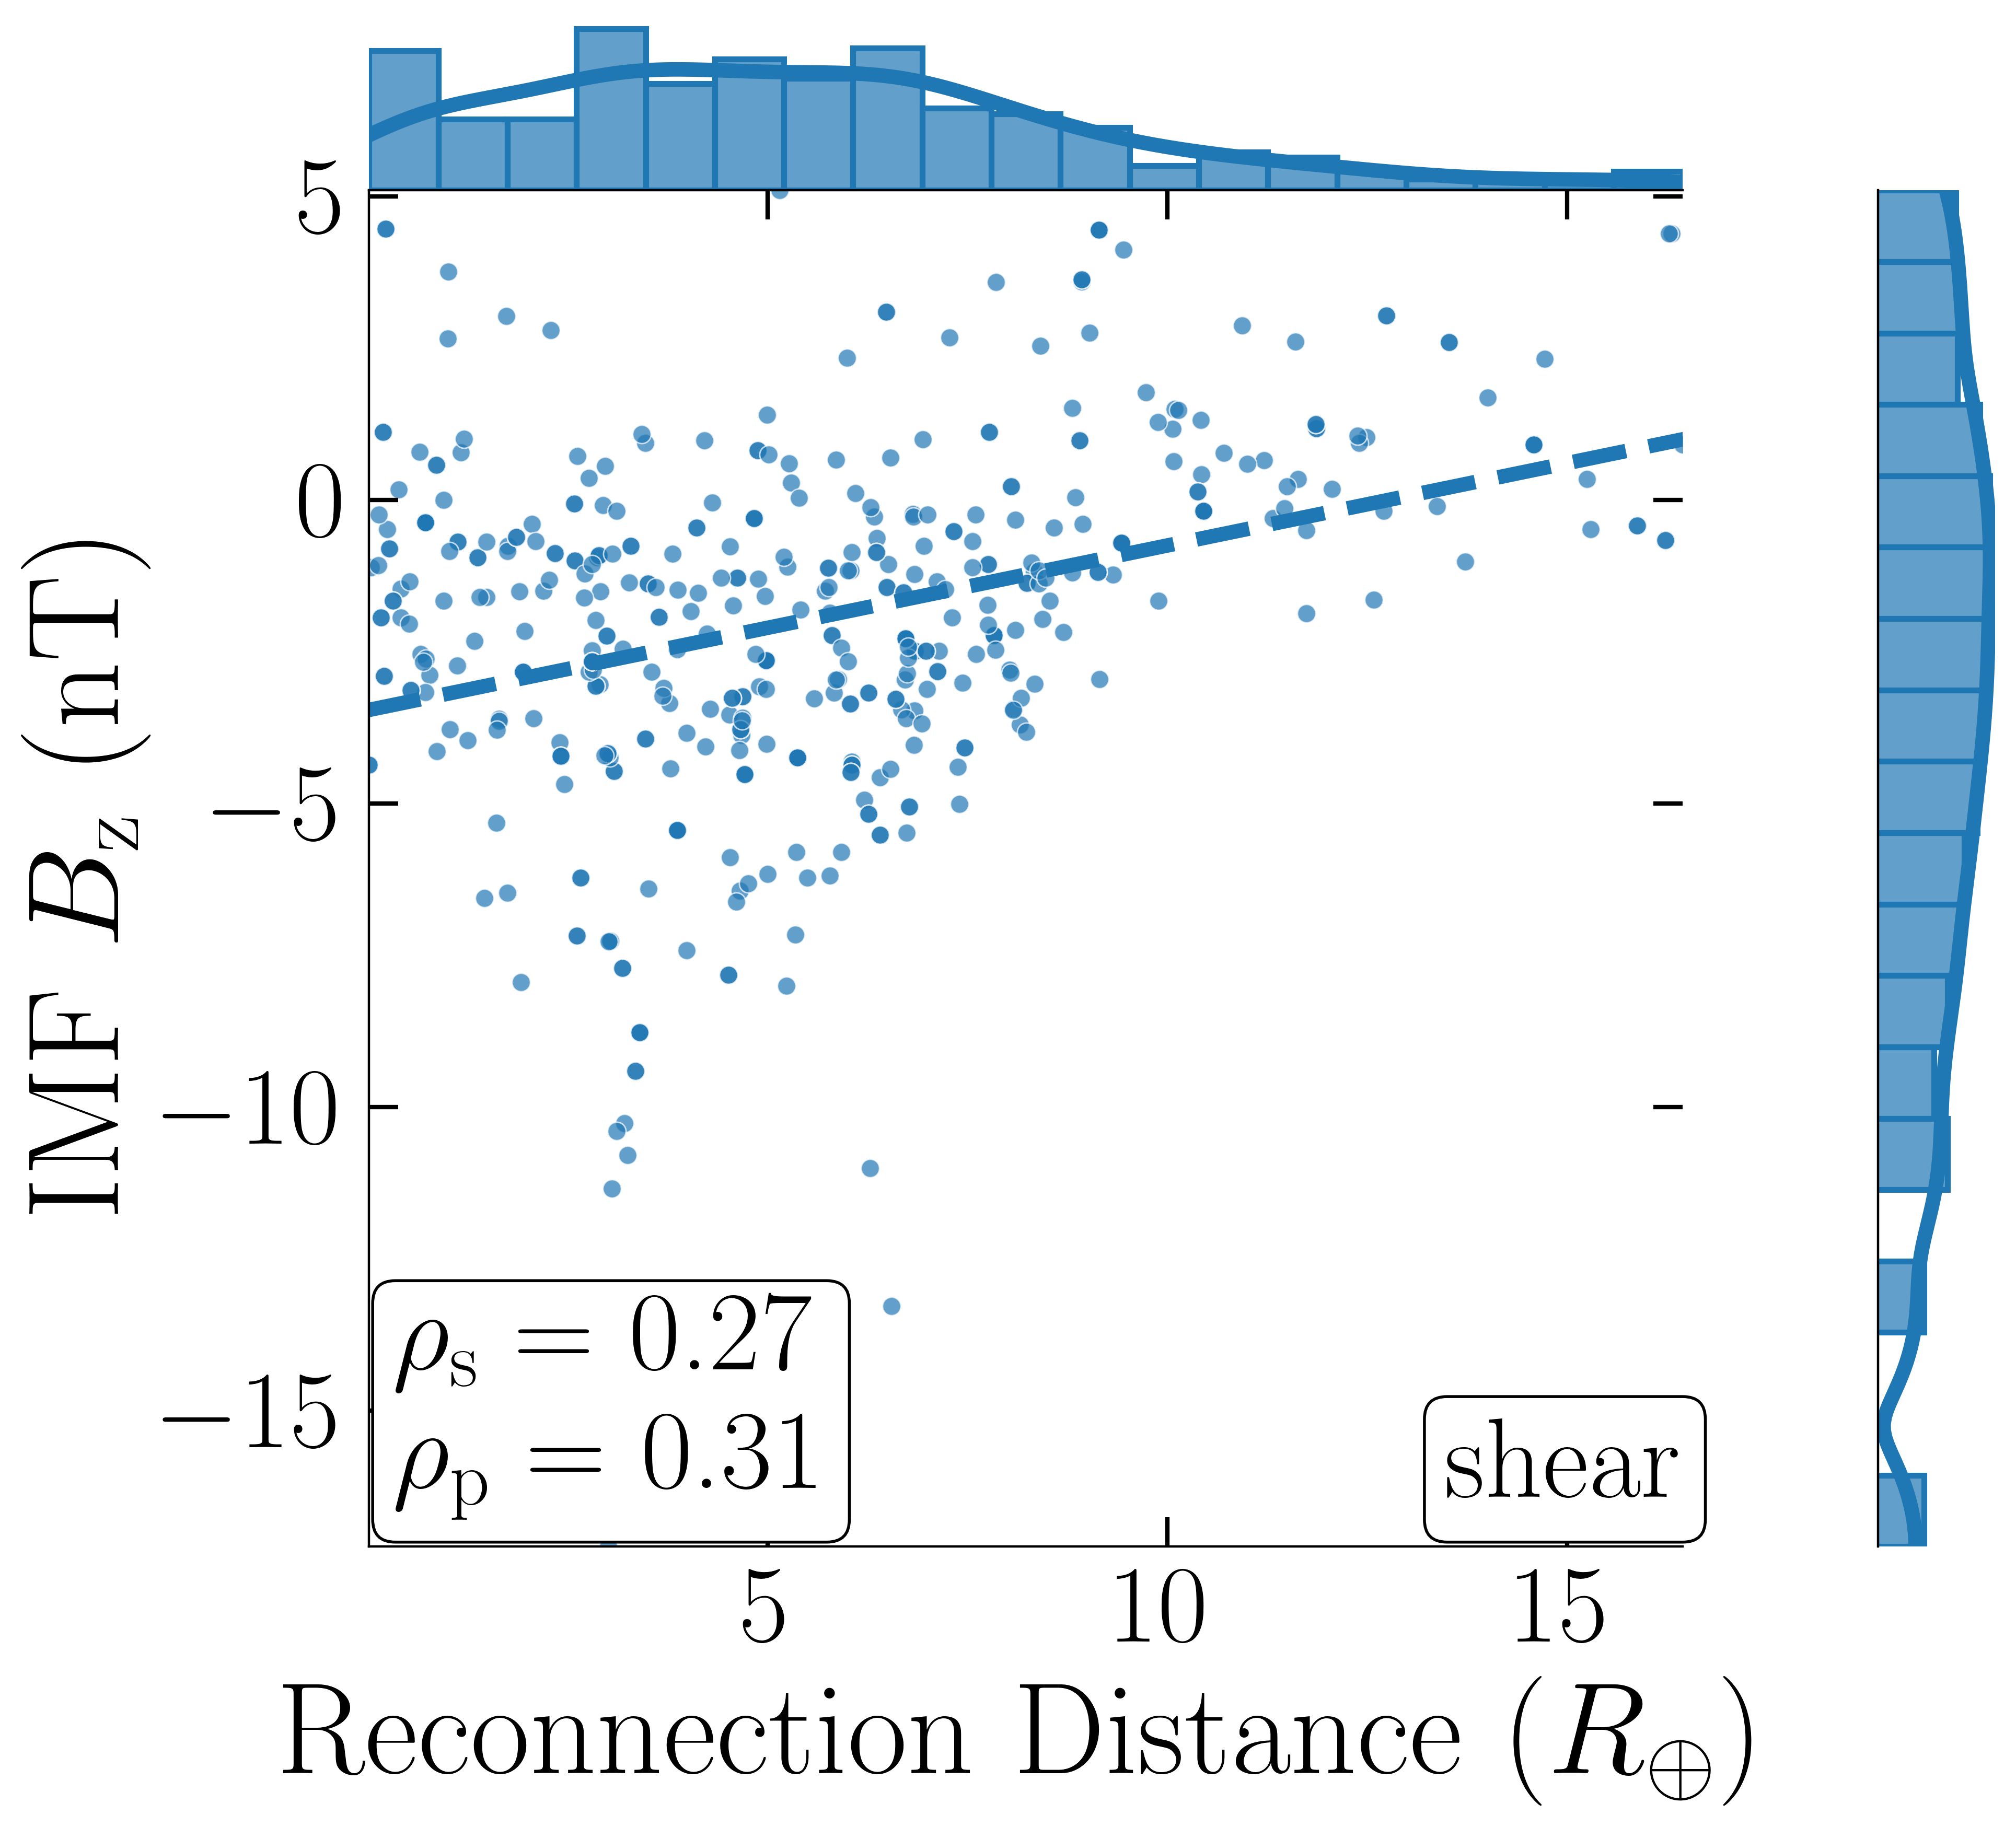 5
0
−5
−10
−15
IMF B_z (nT)
ρ_s = 0.27
ρ_p = 0.31
shear
5 10 15
Reconnection Distance (R_⊕)